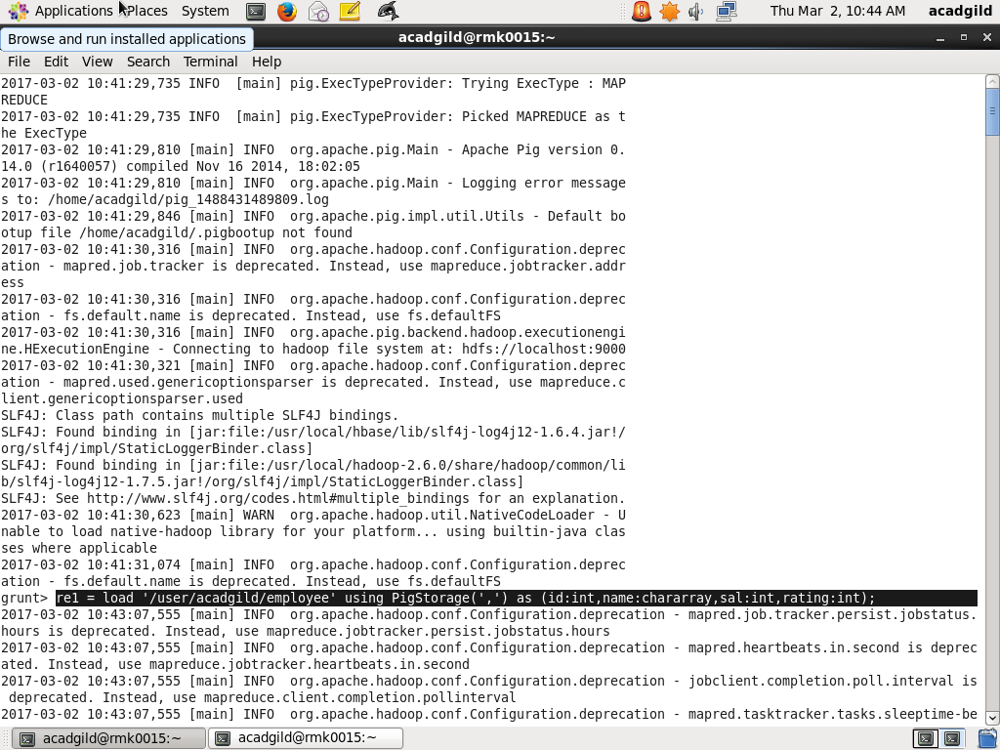 Applications Places System Thu Mar 2, 10:44 AM acadgild
Browse and run installed applications
acadgild@rmk0015:~
File Edit View Search Terminal Help
2017-03-02 10:41:29,735 INFO  [main] pig.ExecTypeProvider: Trying ExecType : MAP
REDUCE
2017-03-02 10:41:29,735 INFO  [main] pig.ExecTypeProvider: Picked MAPREDUCE as t
he ExecType
2017-03-02 10:41:29,810 [main] INFO  org.apache.pig.Main - Apache Pig version 0.
14.0 (r1640057) compiled Nov 16 2014, 18:02:05
2017-03-02 10:41:29,810 [main] INFO  org.apache.pig.Main - Logging error message
s to: /home/acadgild/pig_1488431489809.log
2017-03-02 10:41:29,846 [main] INFO  org.apache.pig.impl.util.Utils - Default bo
otup file /home/acadgild/.pigbootup not found
2017-03-02 10:41:30,316 [main] INFO  org.apache.hadoop.conf.Configuration.deprec
ation - mapred.job.tracker is deprecated. Instead, use mapreduce.jobtracker.addr
ess
2017-03-02 10:41:30,316 [main] INFO  org.apache.hadoop.conf.Configuration.deprec
ation - fs.default.name is deprecated. Instead, use fs.defaultFS
2017-03-02 10:41:30,316 [main] INFO  org.apache.pig.backend.hadoop.executionengi
ne.HExecutionEngine - Connecting to hadoop file system at: hdfs://localhost:9000
2017-03-02 10:41:30,321 [main] INFO  org.apache.hadoop.conf.Configuration.deprec
ation - mapred.used.genericoptionsparser is deprecated. Instead, use mapreduce.c
lient.genericoptionsparser.used
SLF4J: Class path contains multiple SLF4J bindings.
SLF4J: Found binding in [jar:file:/usr/local/hbase/lib/slf4j-log4j12-1.6.4.jar!/
org/slf4j/impl/StaticLoggerBinder.class]
SLF4J: Found binding in [jar:file:/usr/local/hadoop-2.6.0/share/hadoop/common/li
b/slf4j-log4j12-1.7.5.jar!/org/slf4j/impl/StaticLoggerBinder.class]
SLF4J: See http://www.slf4j.org/codes.html#multiple_bindings for an explanation.
2017-03-02 10:41:30,623 [main] WARN  org.apache.hadoop.util.NativeCodeLoader - U
nable to load native-hadoop library for your platform... using builtin-java clas
ses where applicable
2017-03-02 10:41:31,074 [main] INFO  org.apache.hadoop.conf.Configuration.deprec
ation - fs.default.name is deprecated. Instead, use fs.defaultFS
grunt> re1 = load '/user/acadgild/employee' using PigStorage(',') as (id:int,name:chararray,sal:int,rating:int);
2017-03-02 10:43:07,555 [main] INFO  org.apache.hadoop.conf.Configuration.deprecation - mapred.job.tracker.persist.jobstatus.
hours is deprecated. Instead, use mapreduce.jobtracker.persist.jobstatus.hours
2017-03-02 10:43:07,555 [main] INFO  org.apache.hadoop.conf.Configuration.deprecation - mapred.heartbeats.in.second is deprec
ated. Instead, use mapreduce.jobtracker.heartbeats.in.second
2017-03-02 10:43:07,555 [main] INFO  org.apache.hadoop.conf.Configuration.deprecation - jobclient.completion.poll.interval is
 deprecated. Instead, use mapreduce.client.completion.pollinterval
2017-03-02 10:43:07,555 [main] INFO  org.apache.hadoop.conf.Configuration.deprecation - mapred.tasktracker.tasks.sleeptime-be
acadgild@rmk0015:~ acadgild@rmk0015:~